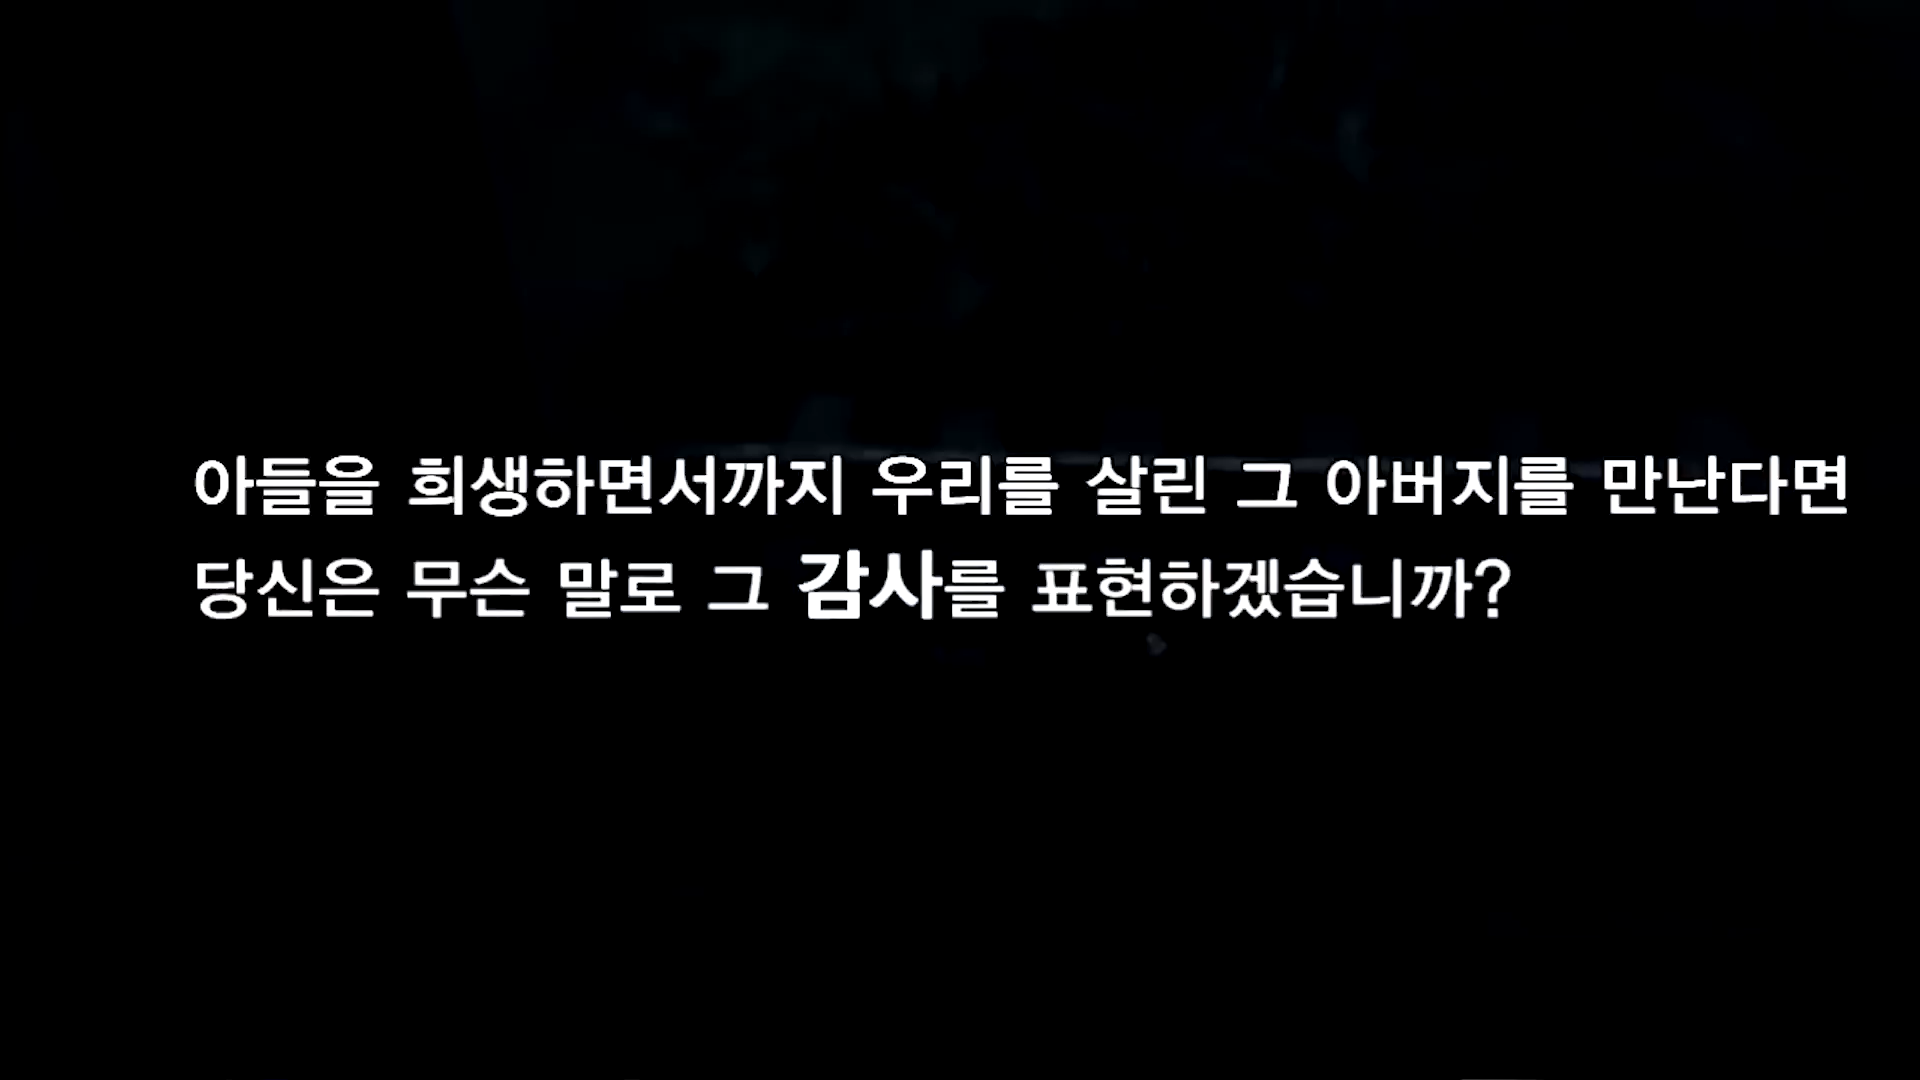 아들을 희생하면서까지 우리를 살린 그 아버지를 만난다면
당신은 무슨 말로 그 감사를 표현하겠습니까?